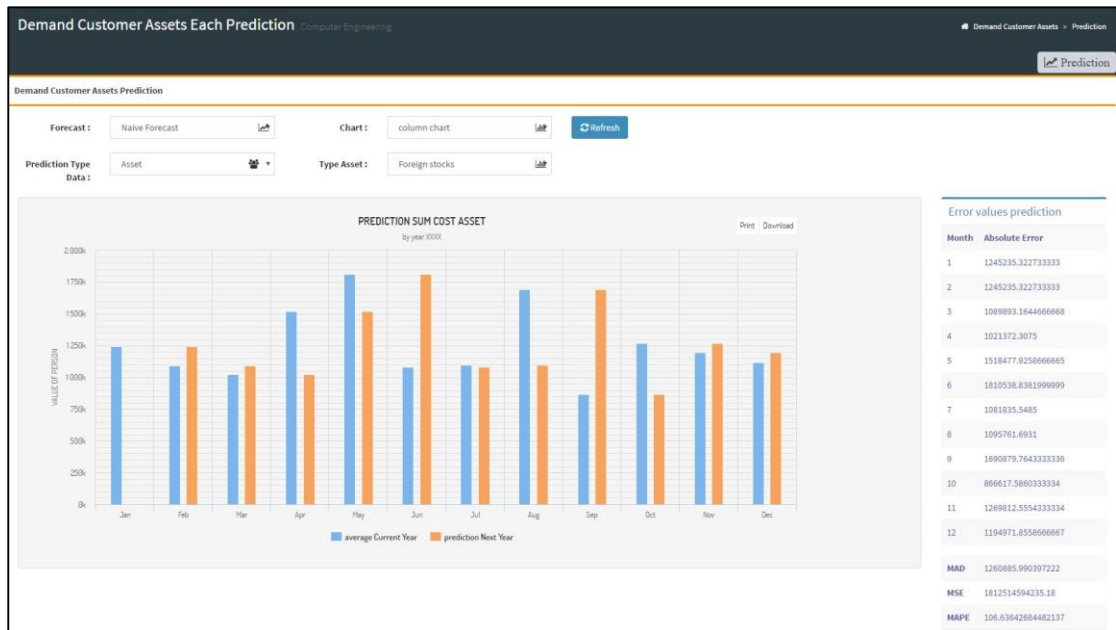 Demand Customer Assets Each Prediction Computer Engineering
Demand Customer Assets > Prediction
Prediction
Demand Customer Assets Prediction
Forecast : Naive Forecast Chart : column chart Refresh
Prediction Type Data : Asset Type Asset : Foreign stocks
PREDICTION SUM COST ASSET
by year XXXX
Print Download
VALUE OF PERSON
2 000k
1750k
1500k
1250k
1000k
750k
500k
250k
0k
Jan Feb Mar Apr May Jun Jul Aug Sep Oct Nov Dec
average Current Year prediction Next Year
Error values prediction
Month Absolute Error
1 1245235.322733333
2 1245235.322733333
3 1089893.1644666668
4 1021372.3075
5 1518477.9258666665
6 1810538.8381999999
7 1081835.5485
8 1095761.6931
9 1690879.7643333336
10 866617.5860333334
11 1269812.5554333334
12 1194971.8558666667
MAD 1260885.990397222
MSE 1812514594235.18
MAPE 106.63642684482137